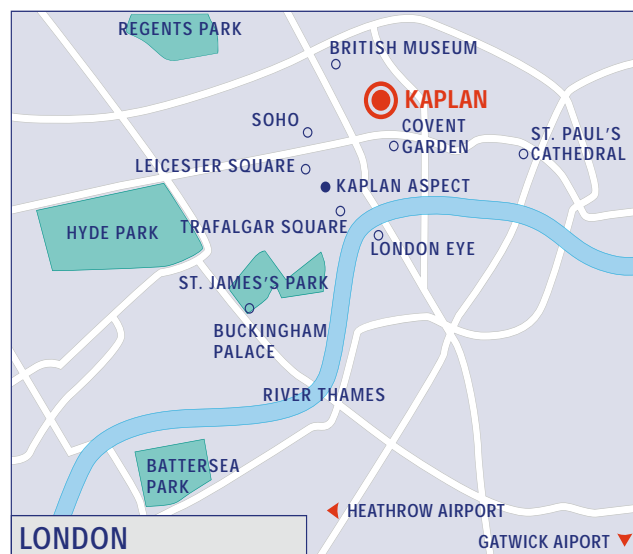 REGENTS PARK
BRITISH MUSEUM
KAPLAN
SOHO
COVENT
GARDEN
ST. PAUL'S
CATHEDRAL
LEICESTER SQUARE
KAPLAN ASPECT
TRAFALGAR SQUARE
HYDE PARK
LONDON EYE
ST. JAMES'S PARK
BUCKINGHAM
PALACE
RIVER THAMES
BATTERSEA
PARK
HEATHROW AIRPORT
LONDON
GATWICK AIPORT